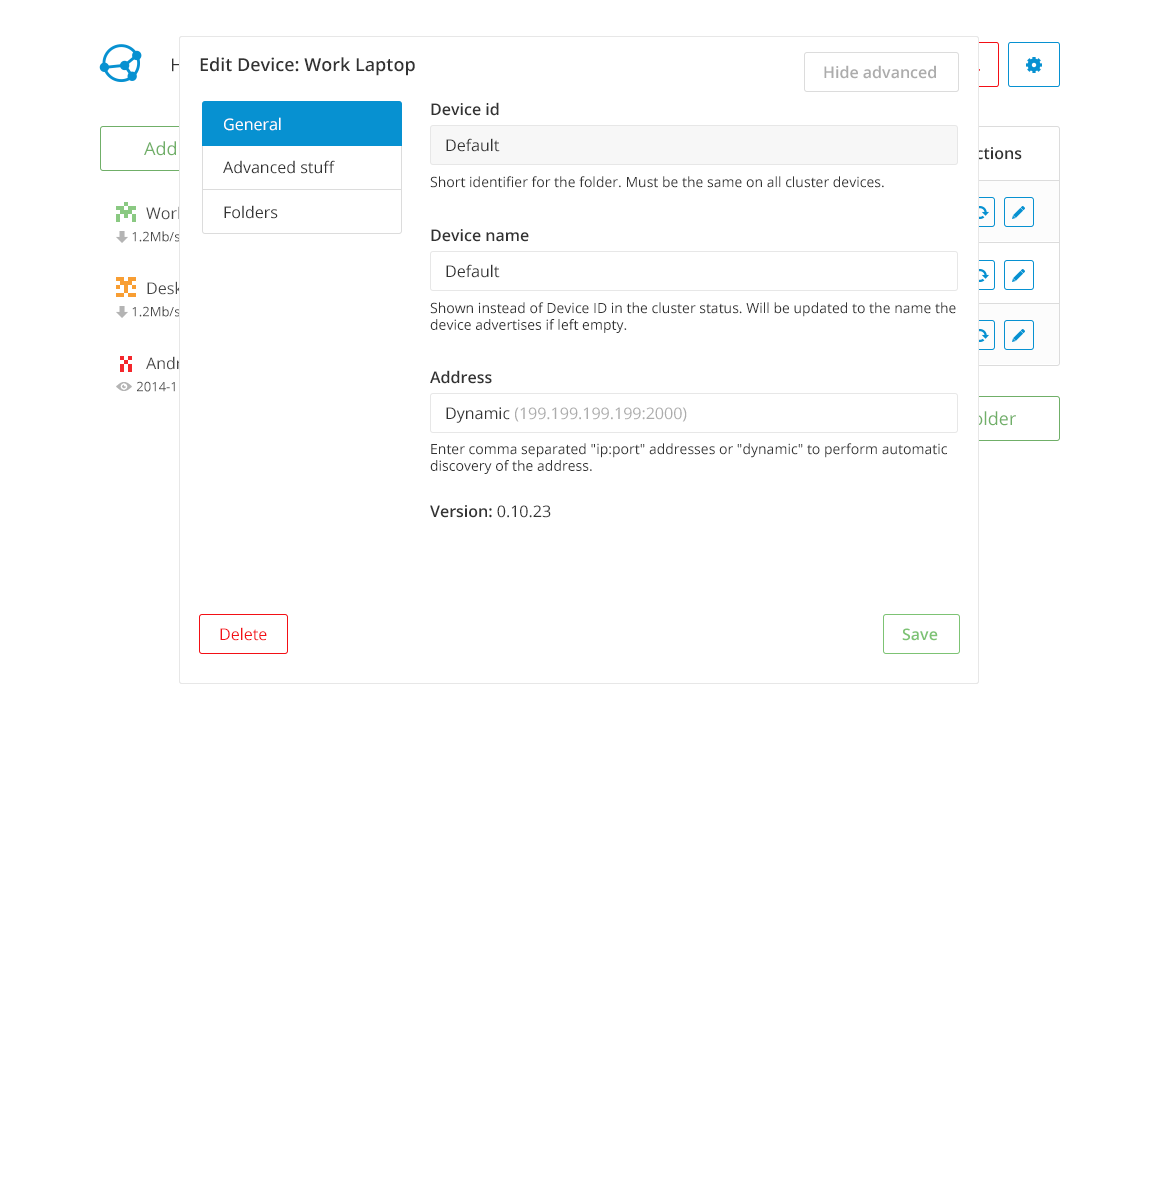 Edit Device: Work Laptop
Hide advanced
General
Advanced stuff
Folders
Device id
Default
Short identifier for the folder. Must be the same on all cluster devices.
Device name
Default
Shown instead of Device ID in the cluster status. Will be updated to the name the
device advertises if left empty.
Address
Dynamic (199.199.199.199:2000)
Enter comma separated "ip:port" addresses or "dynamic" to perform automatic
discovery of the address.
Version: 0.10.23
Delete
Save
Add
Work
1.2Mb/s
Desk
1.2Mb/s
Andr
2014-1
ctions
older